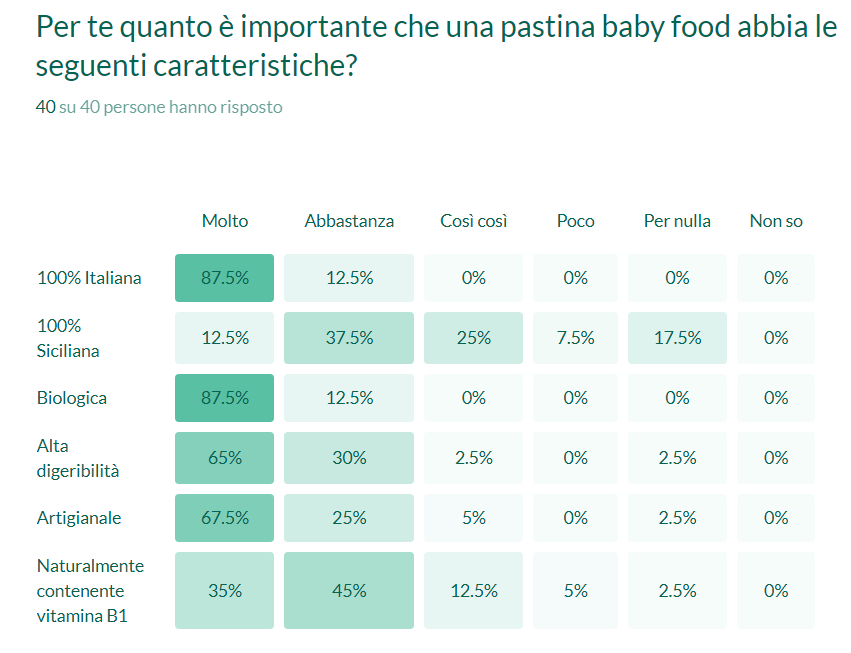 Per te quanto è importante che una pastina baby food abbia le
seguenti caratteristiche?
40 su 40 persone hanno risposto
Molto Abbastanza Così così Poco Per nulla Non so
100% Italiana 87.5% 12.5% 0% 0% 0% 0%
100%
Siciliana 12.5% 37.5% 25% 7.5% 17.5% 0%
Biologica 87.5% 12.5% 0% 0% 0% 0%
Alta
digeribilità 65% 30% 2.5% 0% 2.5% 0%
Artigianale 67.5% 25% 5% 0% 2.5% 0%
Naturalmente
contenente 35% 45% 12.5% 5% 2.5% 0%
vitamina B1